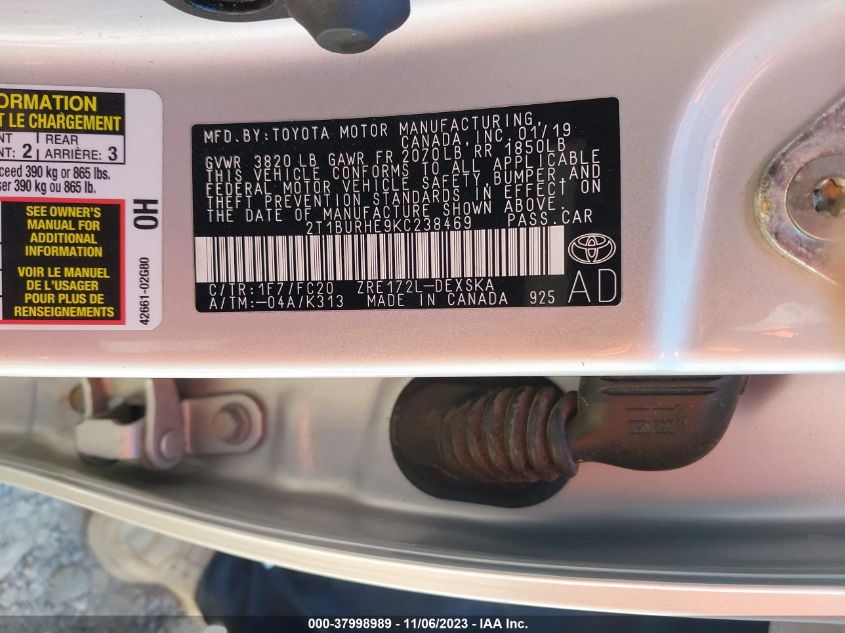 ORMATION
T LE CHARGEMENT
NT REAR
NT: 2 ARRIÈRE: 3
ceed 390 kg or 865 lbs.
ser 390 kg ou 865 lb.
SEE OWNER'S
MANUAL FOR
ADDITIONAL
INFORMATION
VOIR LE MANUEL
DE L'USAGER
POUR PLUS DE
RENSEIGNEMENTS
0H
42661-02G80
MFD.BY:TOYOTA MOTOR MANUFACTURING,
CANADA, INC. 01/19
GVWR 3820 LB GAWR FR 2070LB RR 1850LB
THIS VEHICLE CONFORMS TO ALL APPLICABLE
FEDERAL MOTOR VEHICLE SAFETY, BUMPER AND
THEFT PREVENTION STANDARDS IN EFFECT ON
THE DATE OF MANUFACTURE SHOWN ABOVE.
2T1BURHE9KC238469 PASS.CAR
C/TR:1F7/FC20 ZRE172L-DEXSKA
A/TM:-04A/K313 MADE IN CANADA 925
AD
000-37998989 - 11/06/2023 - IAA Inc.